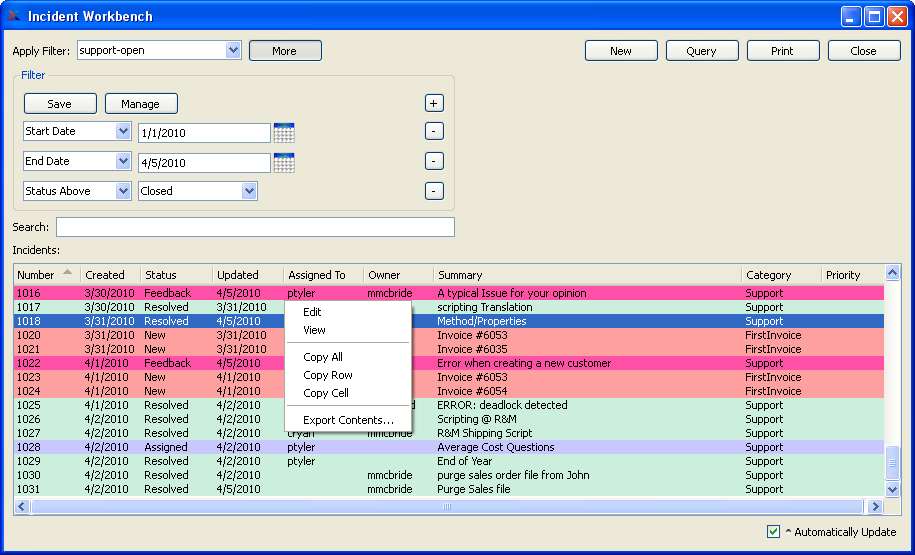 Incident Workbench
Apply Filter: support-open More New Query Print Close
Filter
Save Manage +
Start Date 1/1/2010 -
End Date 4/5/2010 -
Status Above Closed -
Search:
Incidents:
Number Created Status Updated Assigned To Owner Summary Category Priority
1016 3/30/2010 Feedback 4/5/2010 ptyler mmcbride A typical Issue for your opinion Support
1017 3/30/2010 Resolved 3/31/2010 scripting Translation Support
1018 3/31/2010 Resolved 4/5/2010 Method/Properties Support
1020 3/31/2010 New 3/31/2010 Invoice #6053 FirstInvoice
1021 3/31/2010 New 3/31/2010 Invoice #6035 FirstInvoice
1022 4/1/2010 Feedback 4/5/2010 Error when creating a new customer Support
1023 4/1/2010 New 4/1/2010 Invoice #6053 FirstInvoice
1024 4/1/2010 New 4/1/2010 Invoice #6054 FirstInvoice
1025 4/1/2010 Resolved 4/2/2010 ERROR: deadlock detected Support
1026 4/2/2010 Resolved 4/2/2010 Scripting @ R&M Support
1027 4/2/2010 Resolved 4/2/2010 cryan mmcbride R&M Shipping Script Support
1028 4/2/2010 Assigned 4/2/2010 ptyler Average Cost Questions Support
1029 4/2/2010 Resolved 4/2/2010 ptyler End of Year Support
1030 4/2/2010 Resolved 4/2/2010 mmcbride purge sales order file from John Support
1031 4/2/2010 Resolved 4/5/2010 mmcbride Purge Sales file Support
Edit
View
Copy All
Copy Row
Copy Cell
Export Contents...
^ Automatically Update